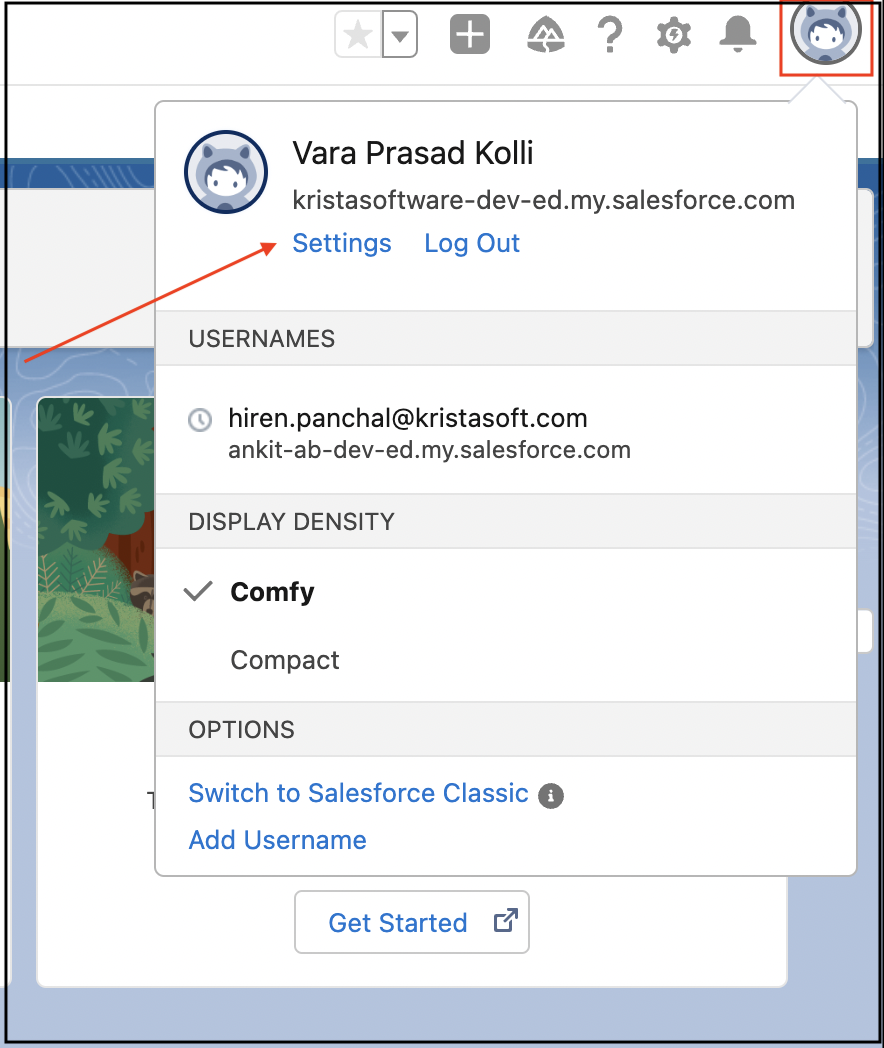 Vara Prasad Kolli
kristasoftware-dev-ed.my.salesforce.com
Settings Log Out
USERNAMES
hiren.panchal@kristasoft.com
ankit-ab-dev-ed.my.salesforce.com
DISPLAY DENSITY
Comfy
Compact
OPTIONS
Switch to Salesforce Classic
Add Username
Get Started